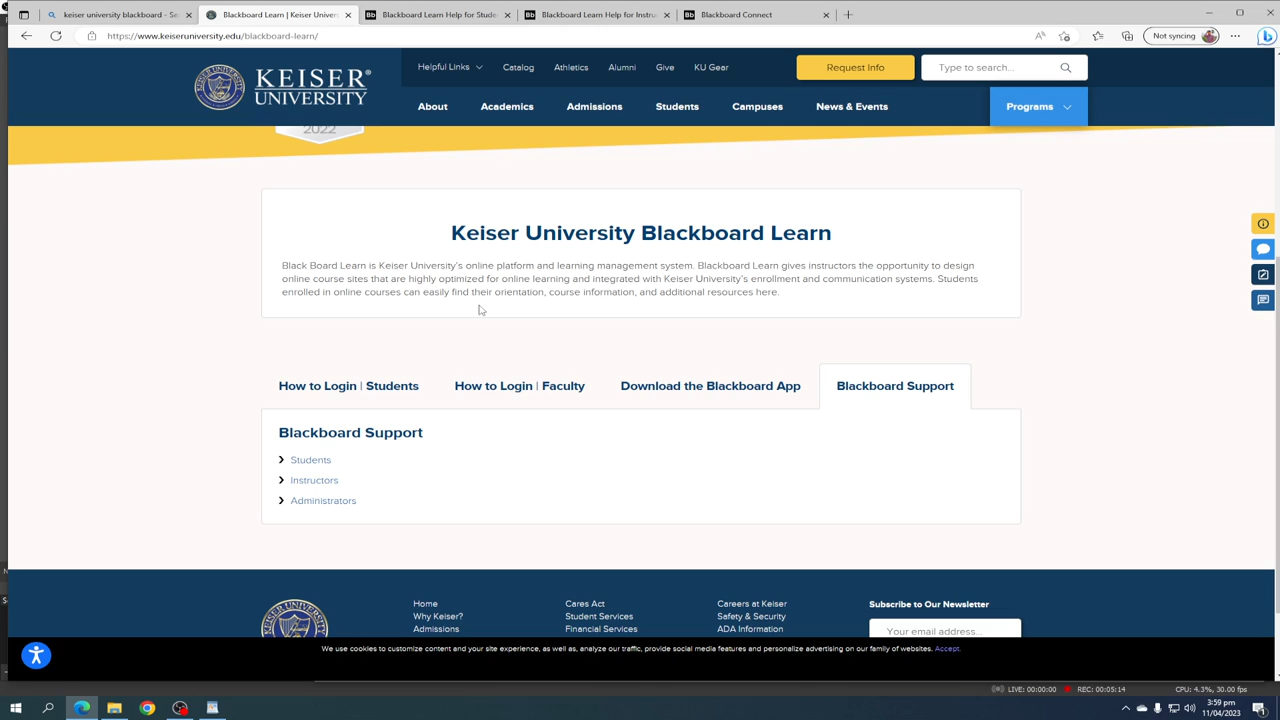 keiser university blackboard - Se
Blackboard Learn | Keiser Univer
Blackboard Learn Help for Stude
Blackboard Learn Help for Instru
Blackboard Connect
https://www.keiseruniversity.edu/blackboard-learn/
Not syncing
KEISER
UNIVERSITY
Helpful Links
Catalog
Athletics
Alumni
Give
KU Gear
Request Info
Type to search...
About
Academics
Admissions
Students
Campuses
News & Events
Programs
2022
Keiser University Blackboard Learn
Black Board Learn is Keiser University's online platform and learning management system. Blackboard Learn gives instructors the opportunity to design
online course sites that are highly optimized for online learning and integrated with Keiser University's enrollment and communication systems. Students
enrolled in online courses can easily find their orientation, course information, and additional resources here.
How to Login | Students
How to Login | Faculty
Download the Blackboard App
Blackboard Support
Blackboard Support
Students
Instructors
Administrators
Home
Why Keiser?
Admissions
Cares Act
Student Services
Financial Services
Careers at Keiser
Safety & Security
ADA Information
Subscribe to Our Newsletter
Your email address...
We use cookies to customize content and your site experience, as well as, analyze our traffic, provide social media features and personalize advertising on our family of websites. Accept.
LIVE: 00:00:00
REC: 00:05:14
CPU: 4.3%, 30.00 fps
3:59 pm
11/04/2023